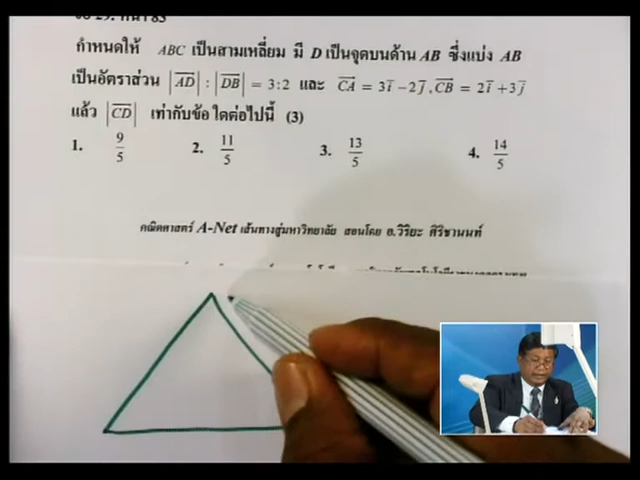 ข้อ 29. หน้า 83
กำหนดให้ ABC เป็นสามเหลี่ยม มี D เป็นจุดบนด้าน AB ซึ่งแบ่ง AB
เป็นอัตราส่วน |AD| : |DB| = 3:2 และ CA = 3i −2j , CB = 2i +3j
แล้ว |CD| เท่ากับข้อใดต่อไปนี้ (3)
1. 9/5 2. 11/5 3. 13/5 4. 14/5
คณิตศาสตร์ A-Net เส้นทางสู่มหาวิทยาลัย สอนโดย อ.วิริยะ ศิริชานนท์